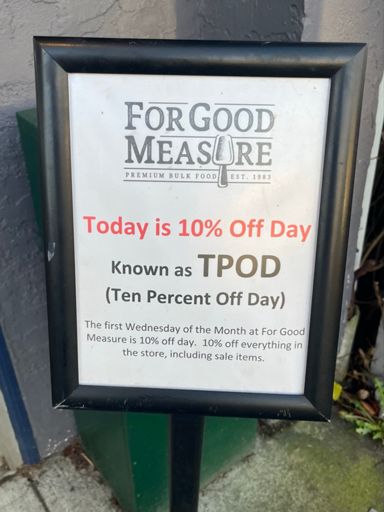 FOR GOOD
MEASURE
PREMIUM BULK FOOD EST. 1983
Today is 10% Off Day
Known as TPOD
(Ten Percent Off Day)
The first Wednesday of the Month at For Good
Measure is 10% off day. 10% off everything in
the store, including sale items.